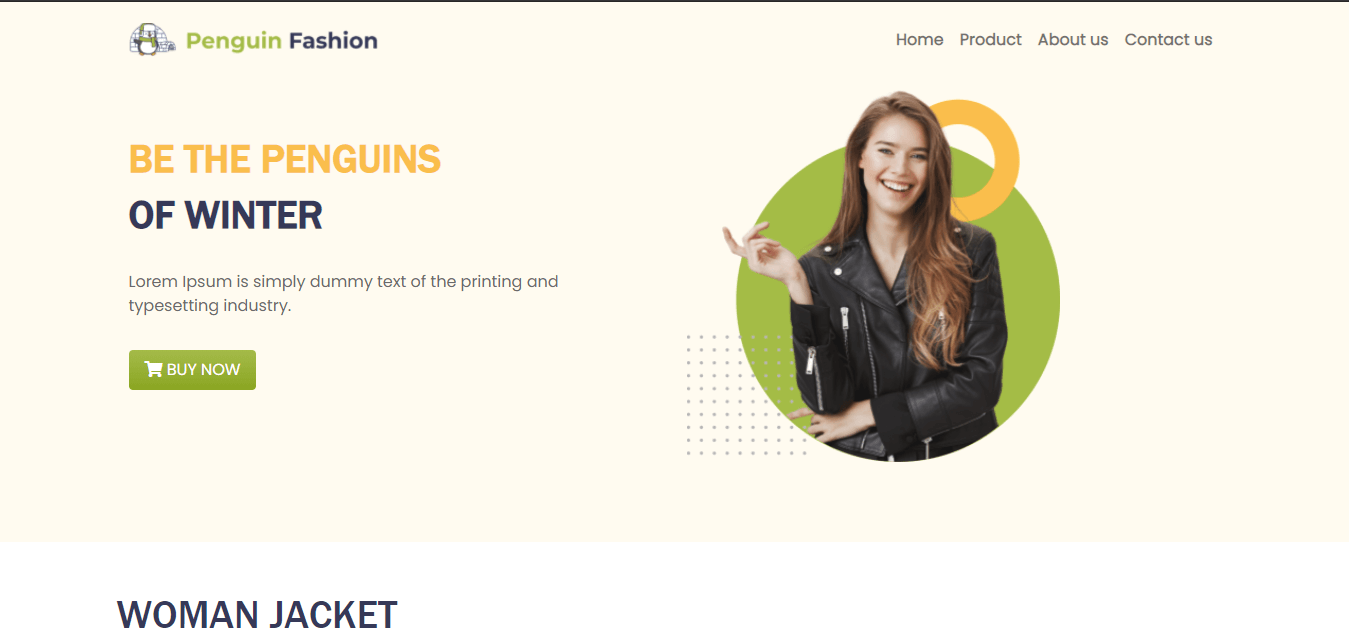 Penguin Fashion
Home Product About us Contact us
BE THE PENGUINS
OF WINTER
Lorem Ipsum is simply dummy text of the printing and
typesetting industry.
BUY NOW
WOMAN JACKET